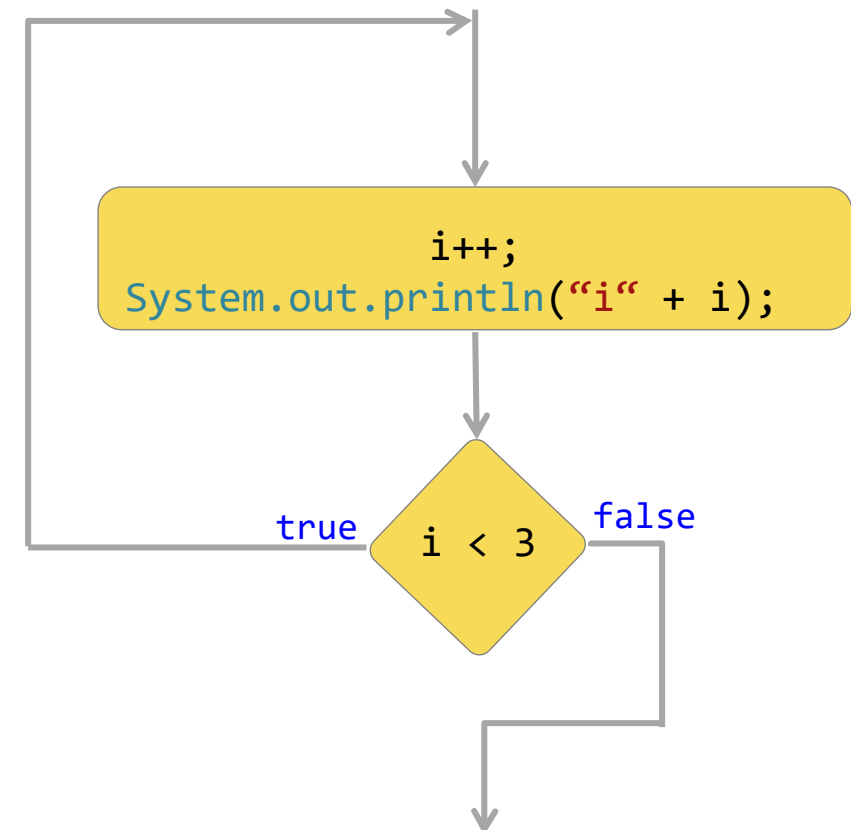 i++;
System.out.println(“i“ + i);
true
i < 3
false